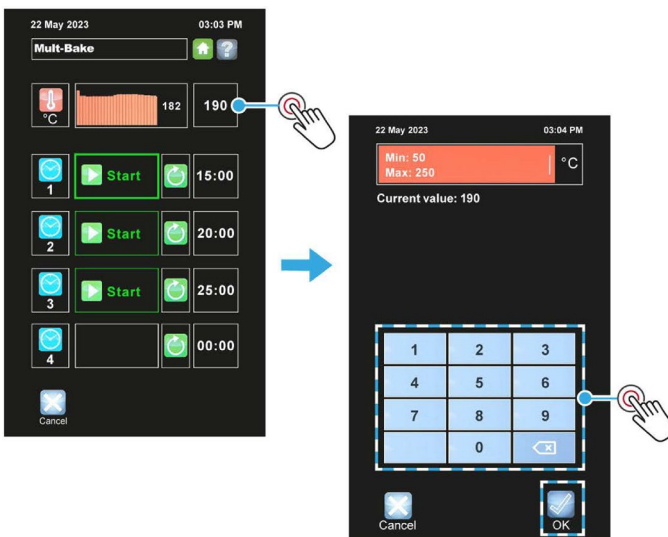 22 May 2023 03:03 PM
Mult-Bake
?
°C 182 190
1 Start 15:00
2 Start 20:00
3 Start 25:00
4 00:00
Cancel
22 May 2023 03:04 PM
Min: 50
Max: 250
°C
Current value: 190
1 2 3
4 5 6
7 8 9
0
Cancel OK